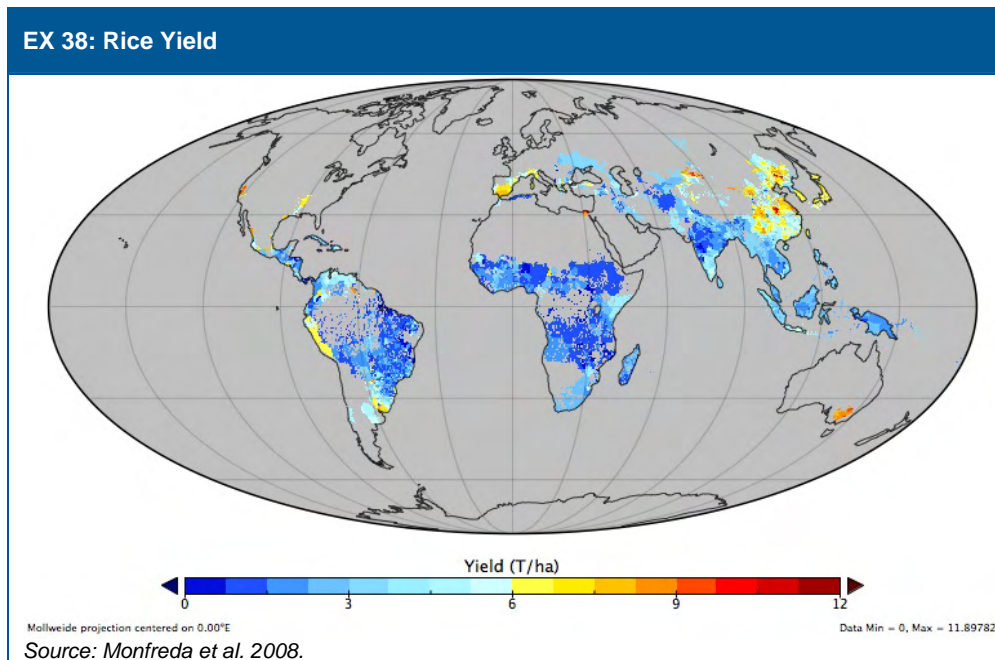 EX 38: Rice Yield
Yield (T/ha)
0 3 6 9 12
Mollweide projection centered on 0.00°E Data Min = 0, Max = 11.89782
Source: Monfreda et al. 2008.